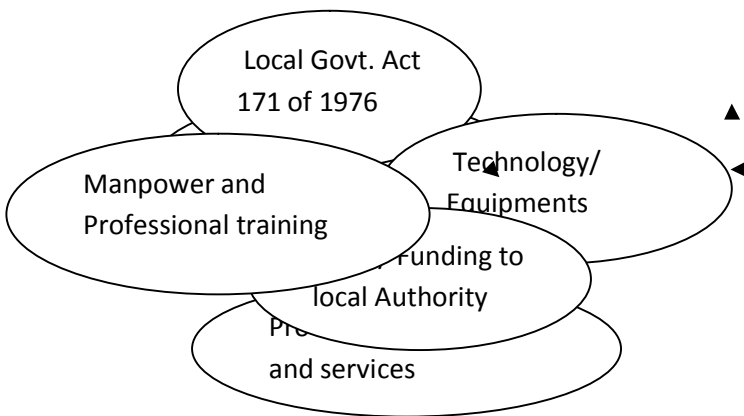 Local Govt. Act
171 of 1976
Technology/
Equipments
Manpower and
Professional training
Funding to
local Authority
and services